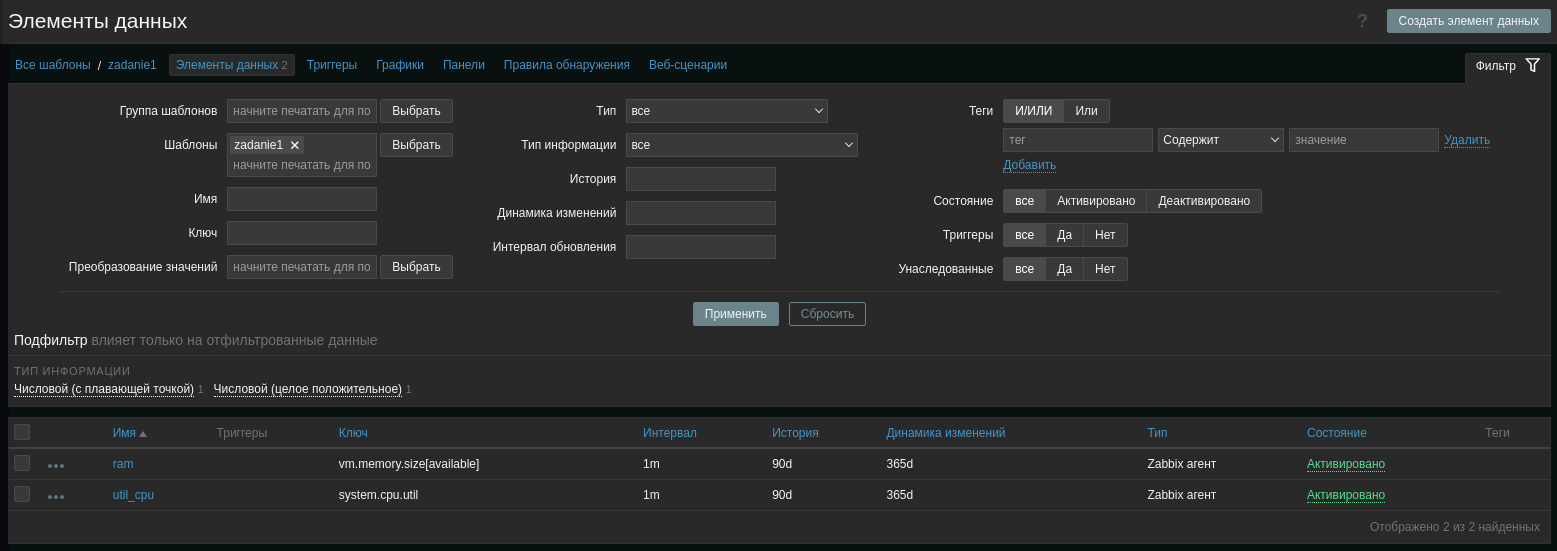 Элементы данных
? Создать элемент данных
Все шаблоны / zadanie1 Элементы данных 2 Триггеры Графики Панели Правила обнаружения Веб-сценарии Фильтр
Группа шаблонов начните печатать для по Выбрать Тип все Теги И/ИЛИ Или
тег Содержит значение Удалить
Шаблоны zadanie1 Выбрать Тип информации все
начните печатать для по Добавить
История
Имя Состояние все Активировано Деактивировано
Динамика изменений
Ключ Триггеры все Да Нет
Интервал обновления
Преобразование значений начните печатать для по Выбрать Унаследованные все Да Нет
Применить Сбросить
Подфильтр влияет только на отфильтрованные данные
ТИП ИНФОРМАЦИИ
Числовой (с плавающей точкой) 1 Числовой (целое положительное) 1
Имя Триггеры Ключ Интервал История Динамика изменений Тип Состояние Теги
ram vm.memory.size[available] 1m 90d 365d Zabbix агент Активировано
util_cpu system.cpu.util 1m 90d 365d Zabbix агент Активировано
Отображено 2 из 2 найденных